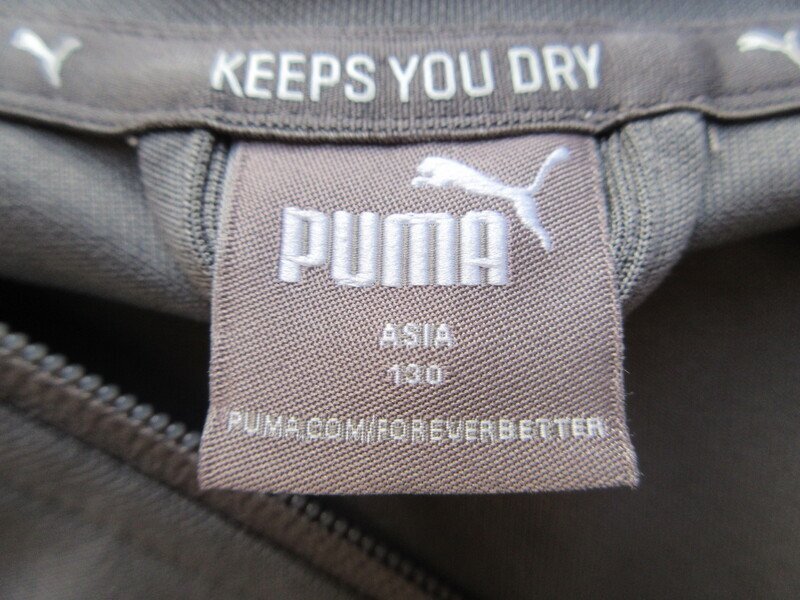 KEEPS YOU DRY
PUMA
ASIA
130
PUMA.COM/FOREVERBETTER